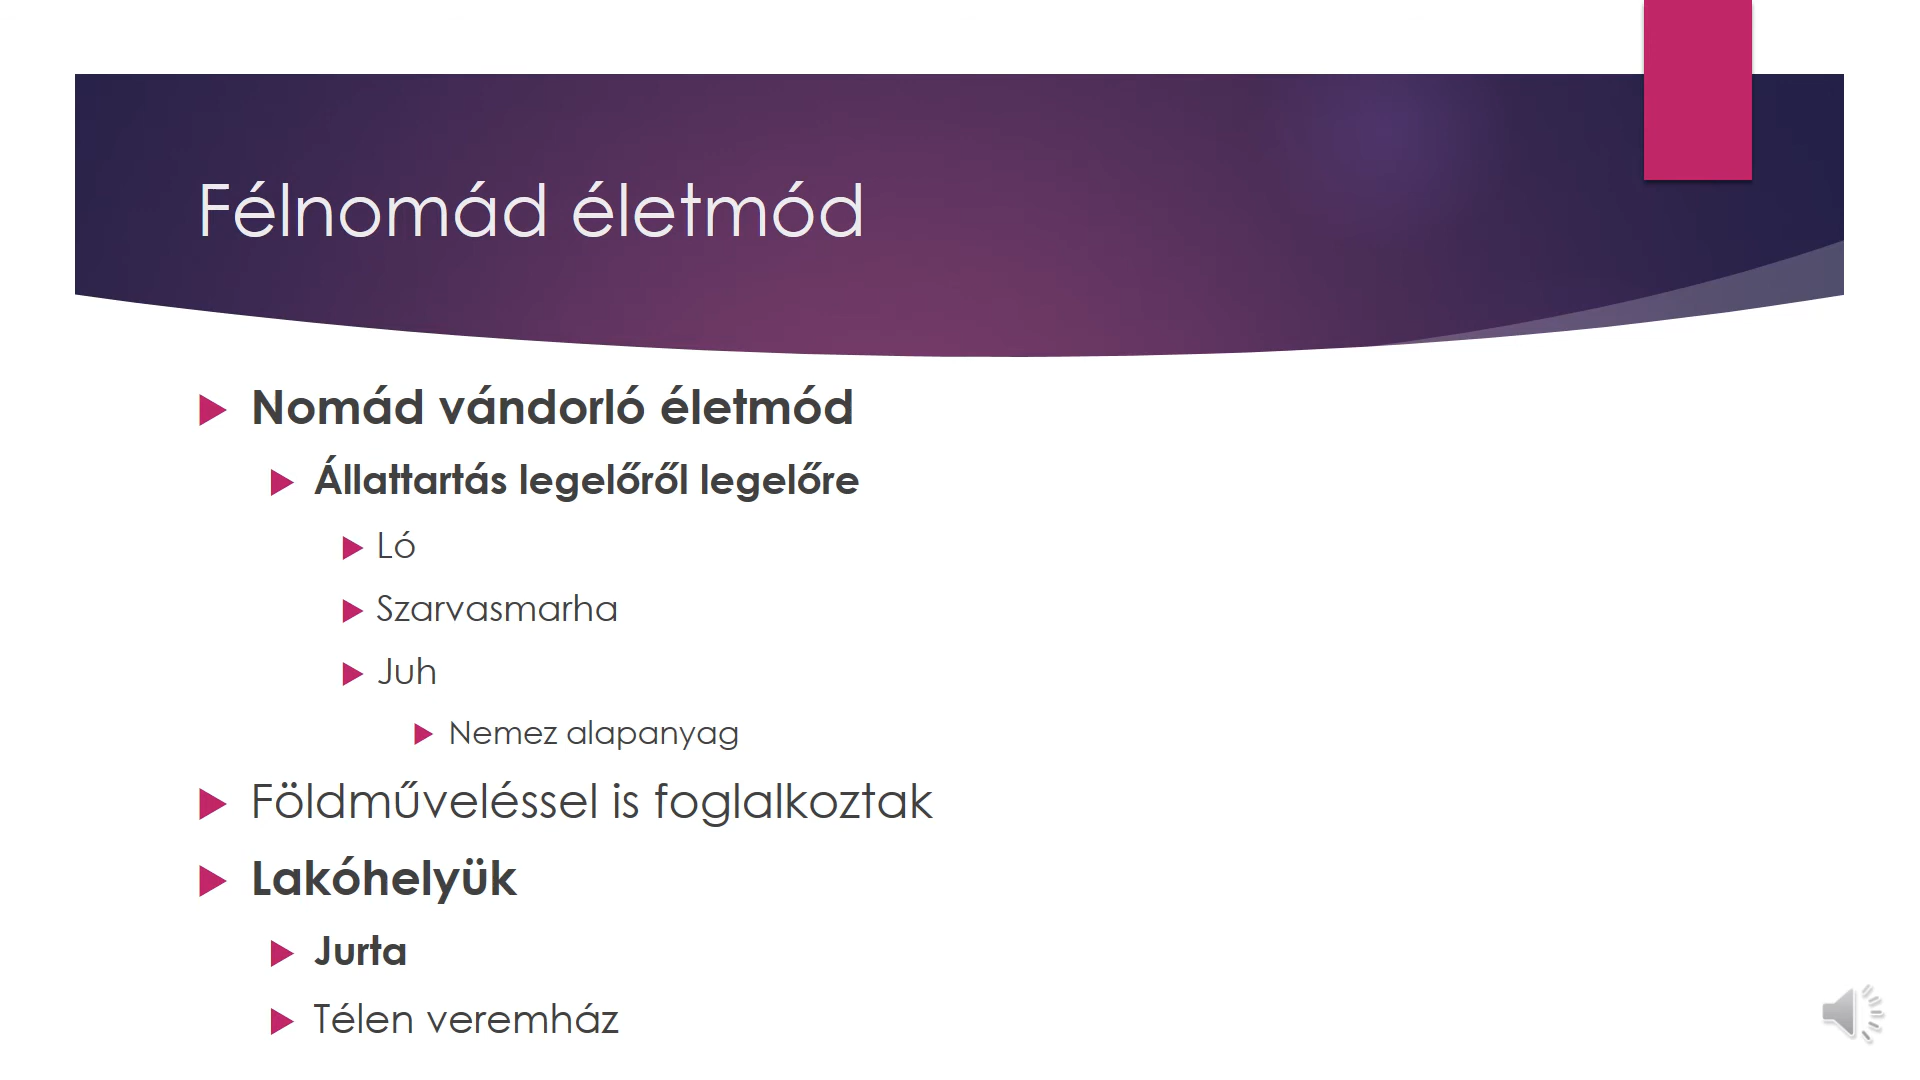 Félnomád életmód
Nomád vándorló életmód
Állattartás legelőről legelőre
Ló
Szarvasmarha
Juh
Nemez alapanyag
Földműveléssel is foglalkoztak
Lakóhelyük
Jurta
Télen veremház